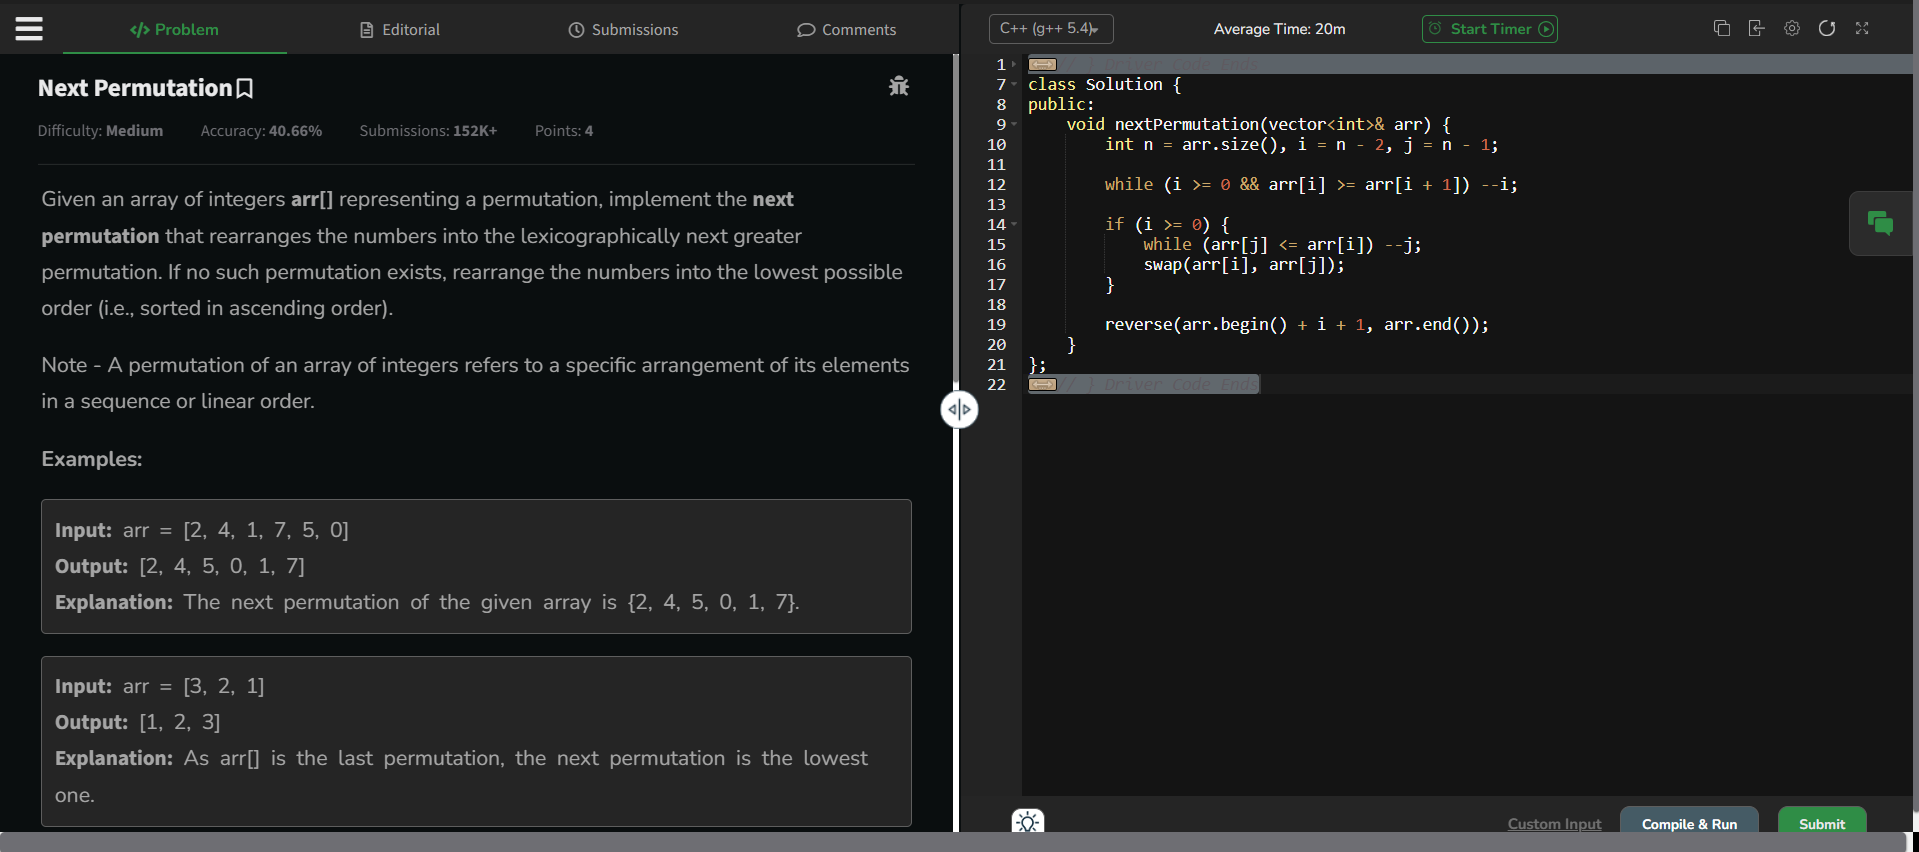 Problem
Editorial
Submissions
Comments
Next Permutation
Difficulty: Medium Accuracy: 40.66% Submissions: 152K+ Points: 4
Given an array of integers arr[] representing a permutation, implement the next
permutation that rearranges the numbers into the lexicographically next greater
permutation. If no such permutation exists, rearrange the numbers into the lowest possible
order (i.e., sorted in ascending order).
Note - A permutation of an array of integers refers to a specific arrangement of its elements
in a sequence or linear order.
Examples:
Input: arr = [2, 4, 1, 7, 5, 0]
Output: [2, 4, 5, 0, 1, 7]
Explanation: The next permutation of the given array is {2, 4, 5, 0, 1, 7}.
Input: arr = [3, 2, 1]
Output: [1, 2, 3]
Explanation: As arr[] is the last permutation, the next permutation is the lowest
one.
C++ (g++ 5.4)
Average Time: 20m
Start Timer
1 // } Driver Code Ends
7 class Solution {
8 public:
9 void nextPermutation(vector<int>& arr) {
10 int n = arr.size(), i = n - 2, j = n - 1;
11
12 while (i >= 0 && arr[i] >= arr[i + 1]) --i;
13
14 if (i >= 0) {
15 while (arr[j] <= arr[i]) --j;
16 swap(arr[i], arr[j]);
17 }
18
19 reverse(arr.begin() + i + 1, arr.end());
20 }
21 };
22 // } Driver Code Ends
Custom Input
Compile & Run
Submit